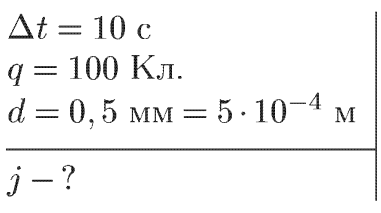 Δt = 10 с
q = 100 Кл.
d = 0, 5 мм = 5 · 10⁻⁴ м
j – ?